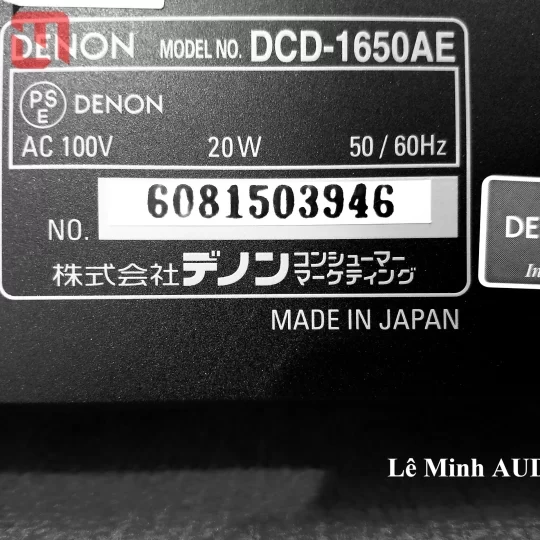 DENON MODEL NO. DCD-1650AE
PSE DENON
AC 100V 20W 50 / 60Hz
NO. 6081503946
株式会社デノン コンシューマー
マーケティング
MADE IN JAPAN
DE
In
Lê Minh AUD